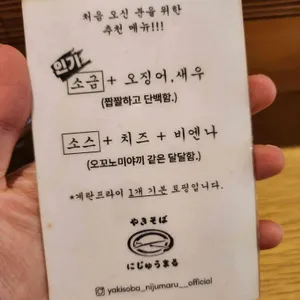 처음 오신 분을 위한
추천 메뉴!!!
인기
소금 + 오징어, 새우
(짭짤하고 단백함.)
소스 + 치즈 + 비엔나
(오꼬노미야끼 같은 달달함.)
*계란프라이 1개 기본 토핑입니다.
やきそば
にじゅうまる
yakisoba_nijumaru__official